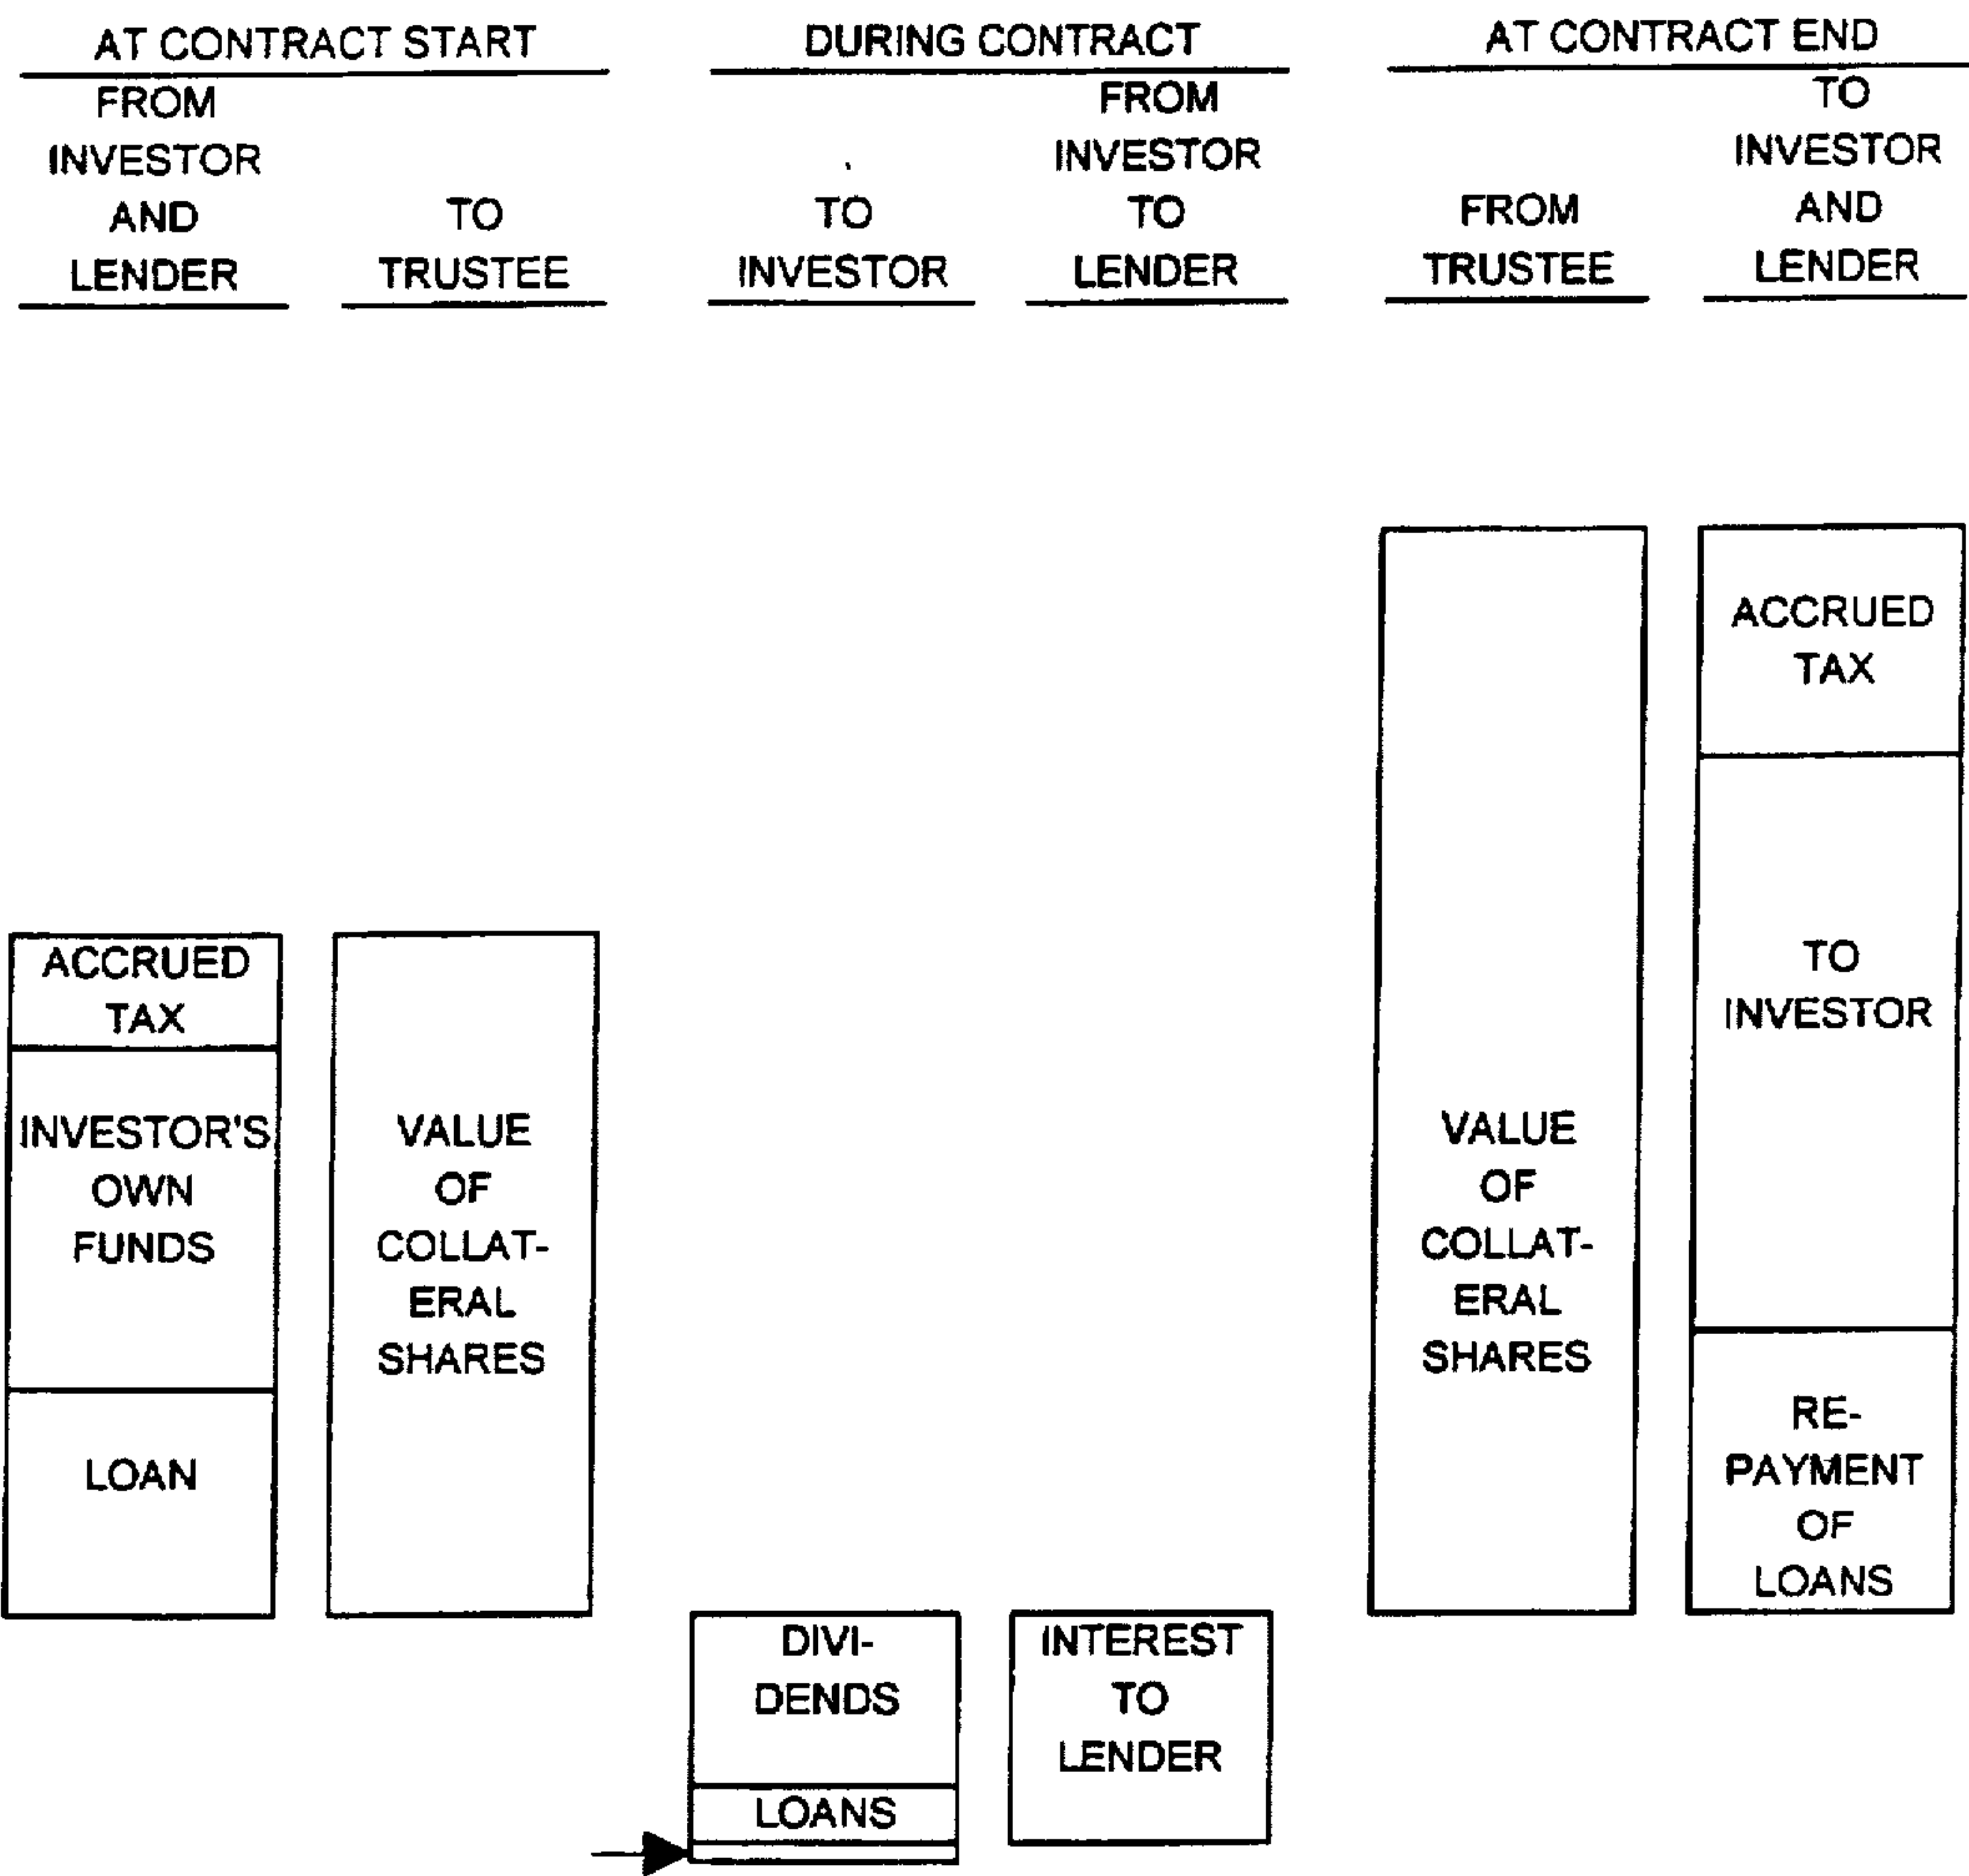 AT CONTRACT START
FROM
INVESTOR
AND
LENDER
TO
TRUSTEE
DURING CONTRACT
TO
INVESTOR
FROM
INVESTOR
TO
LENDER
AT CONTRACT END
FROM
TRUSTEE
TO
INVESTOR
AND
LENDER
ACCRUED
TAX
INVESTOR'S
OWN
FUNDS
LOAN
VALUE
OF
COLLAT-
ERAL
SHARES
DIVI-
DENDS
LOANS
INTEREST
TO
LENDER
VALUE
OF
COLLAT-
ERAL
SHARES
ACCRUED
TAX
TO
INVESTOR
RE-
PAYMENT
OF
LOANS